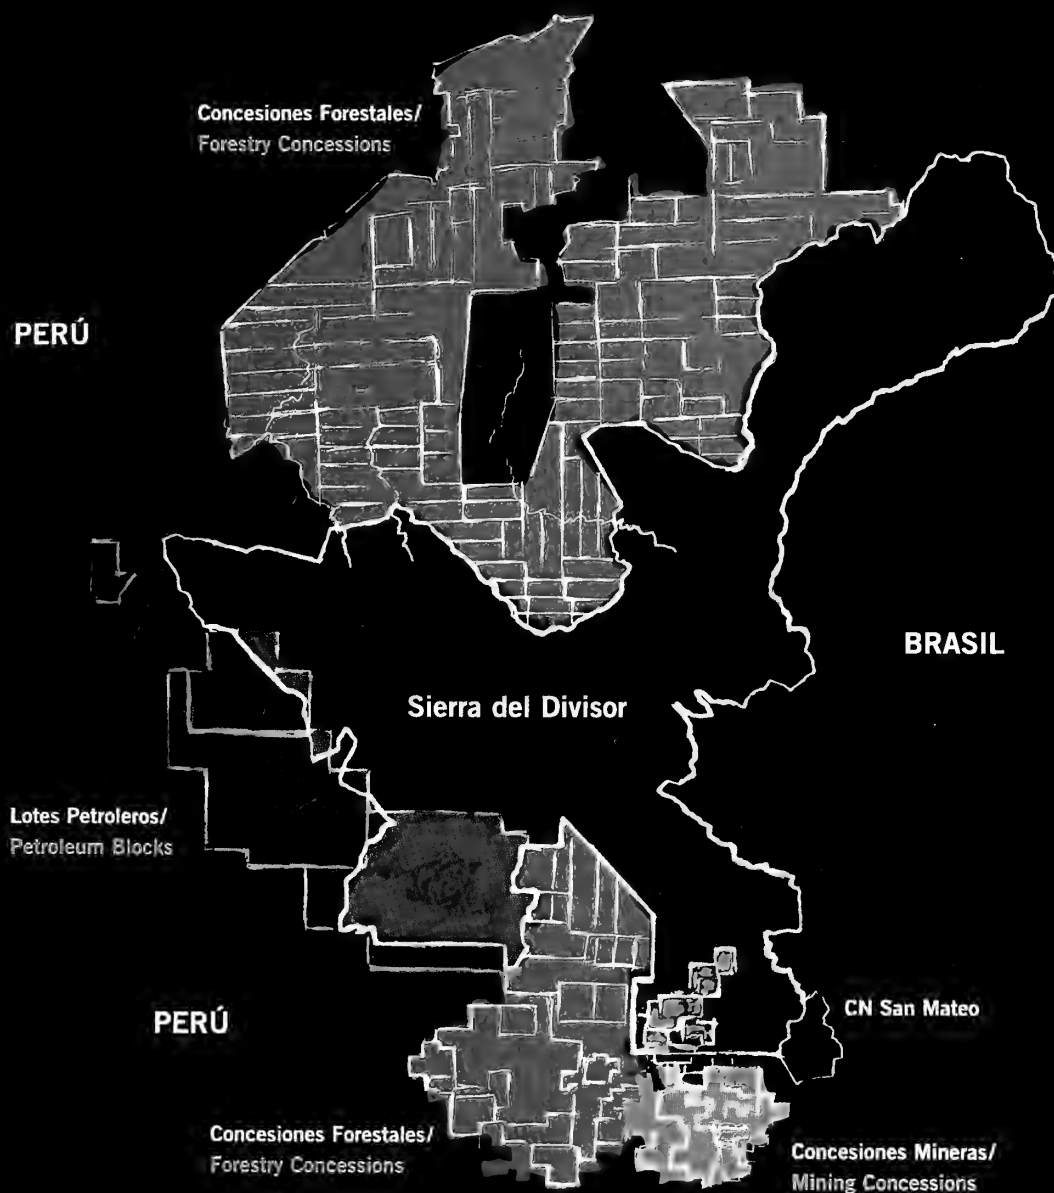 Concesiones Forestales/
Forestry Concessions
PERÚ
BRASIL
Sierra del Divisor
Lotes Petroleros/
Petroleum Blocks
PERÚ
CN San Mateo
Concesiones Forestales/
Forestry Concessions
Concesiones Mineras/
Mining Concessions